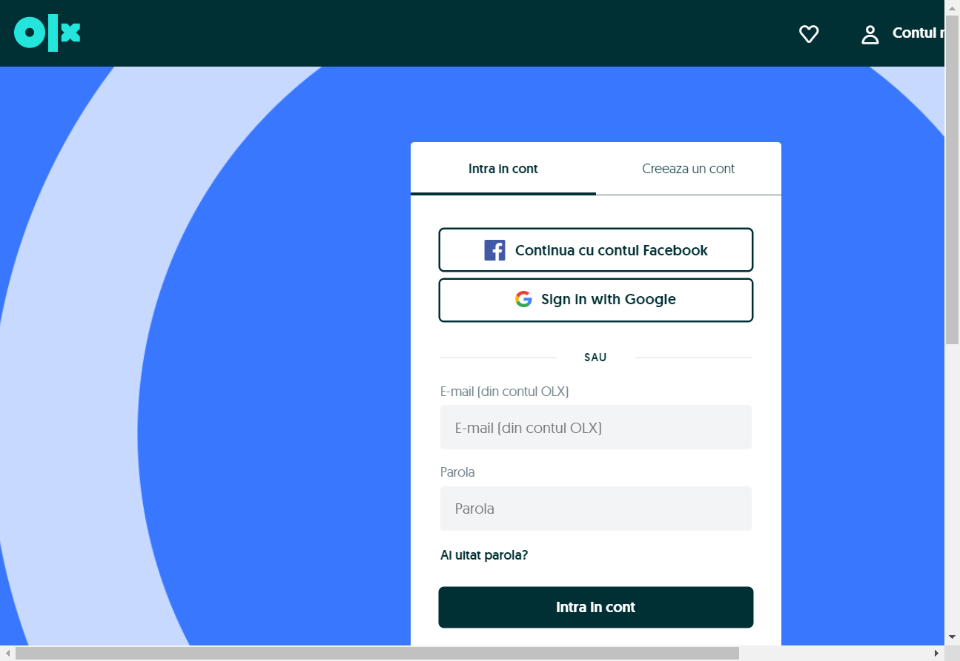 olx
Contul
Intra in cont
Creeaza un cont
Continua cu contul Facebook
Sign in with Google
SAU
E-mail (din contul OLX)
E-mail (din contul OLX)
Parola
Parola
Ai uitat parola?
Intra in cont